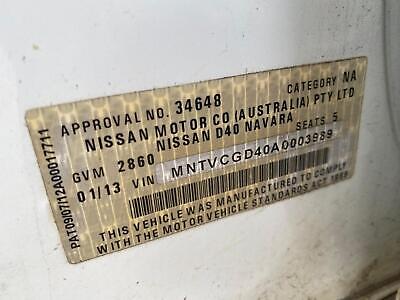 APPROVAL NO. 34648 CATEGORY NA
NISSAN MOTOR CO (AUSTRALIA) PTY LTD
NISSAN D40 NAVARA
GVM 2860 SEATS 5
01/13 VIN MNTVCGD40A0003989
THIS VEHICLE WAS MANUFACTURED TO COMPLY
WITH THE MOTOR VEHICLE STANDARDS ACT 1989
PAT09/07/12A00017711